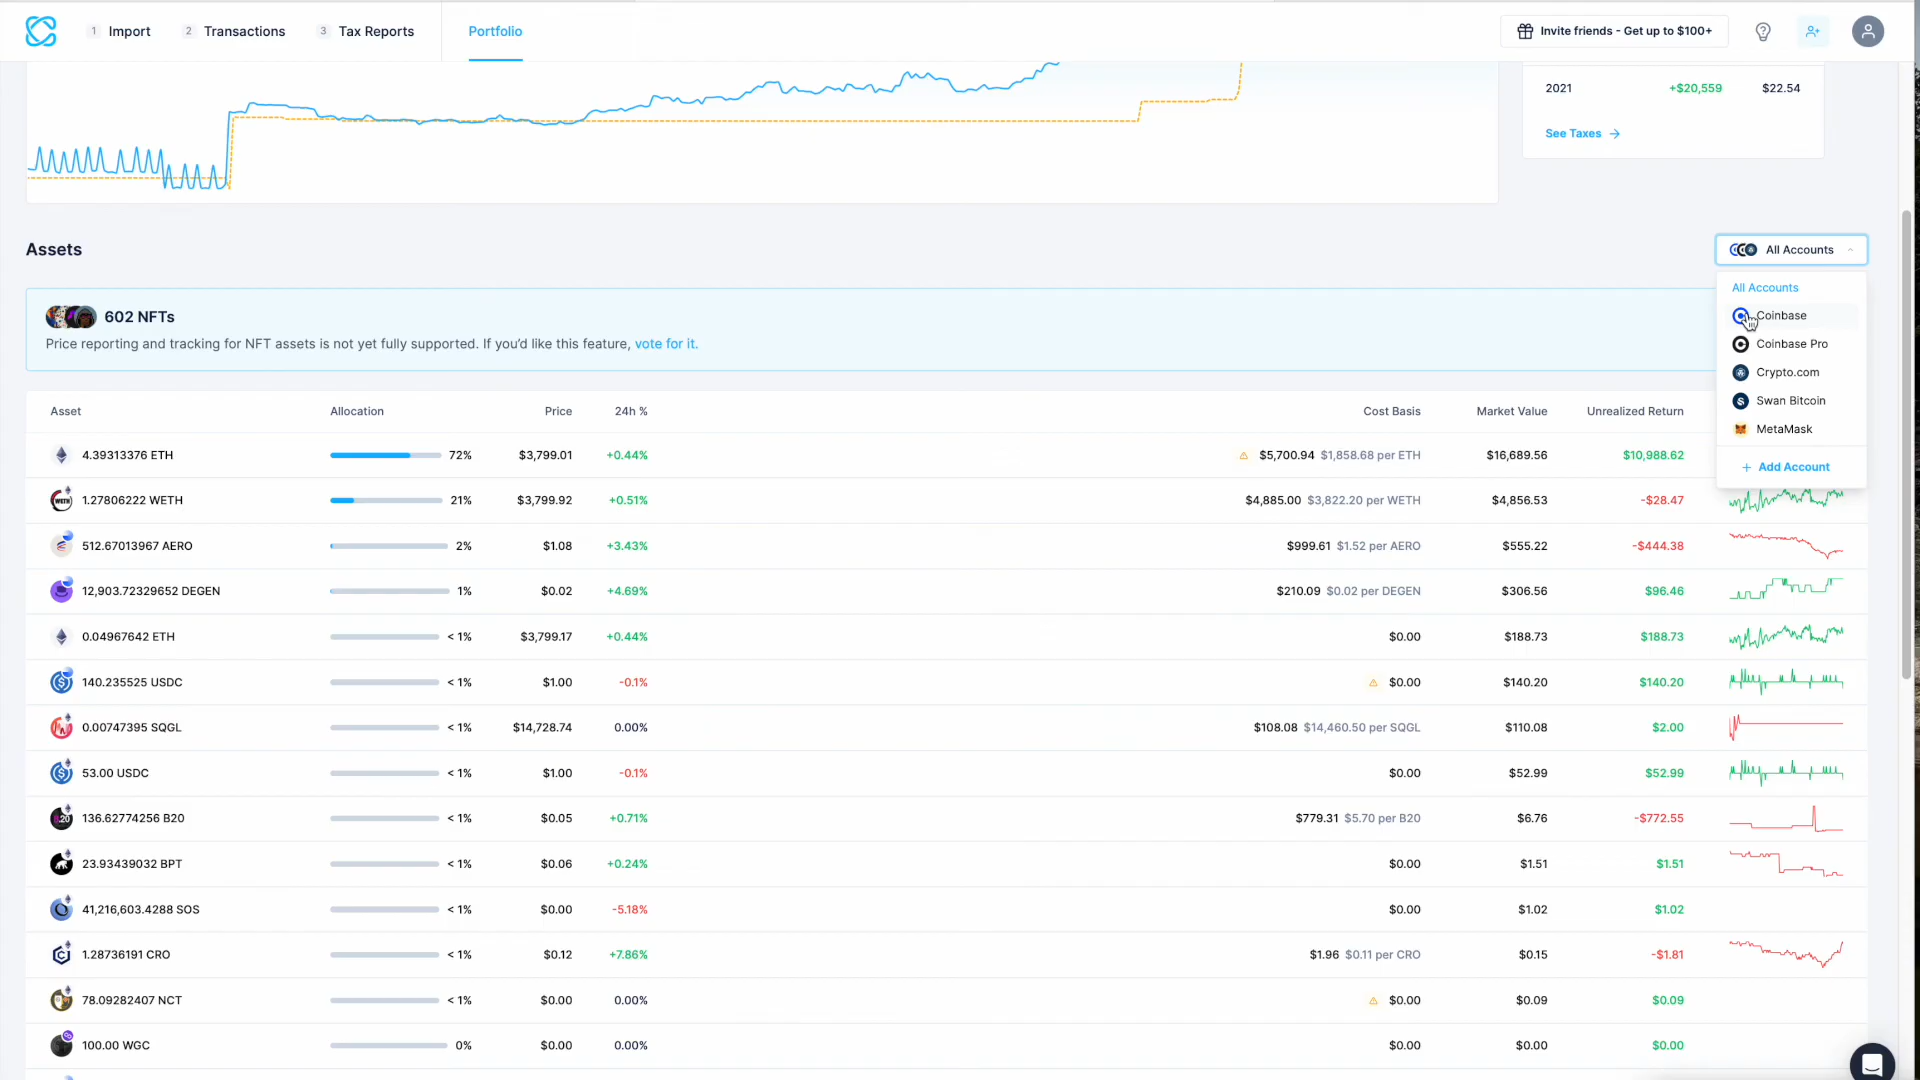 1 Import 2 Transactions 3 Tax Reports Portfolio Invite friends - Get up to $100+
2021 +$20,559 $22.54
See Taxes →
Assets
All Accounts
All Accounts
Coinbase
Coinbase Pro
Crypto.com
Swan Bitcoin
MetaMask
+ Add Account
602 NFTs
Price reporting and tracking for NFT assets is not yet fully supported. If you'd like this feature, vote for it.
Asset Allocation Price 24h % Cost Basis Market Value Unrealized Return
4.39313376 ETH 72% $3,799.01 +0.44% $5,700.94 $1,858.68 per ETH $16,689.56 $10,988.62
1.27806222 WETH 21% $3,799.92 +0.51% $4,885.00 $3,822.20 per WETH $4,856.53 -$28.47
512.67013967 AERO 2% $1.08 +3.43% $999.61 $1.52 per AERO $555.22 -$444.38
12,903.72329652 DEGEN 1% $0.02 +4.69% $210.09 $0.02 per DEGEN $306.56 $96.46
0.04967642 ETH < 1% $3,799.17 +0.44% $0.00 $188.73 $188.73
140.235525 USDC < 1% $1.00 -0.1% $0.00 $140.20 $140.20
0.00747395 SQGL < 1% $14,728.74 0.00% $108.08 $14,460.50 per SQGL $110.08 $2.00
53.00 USDC < 1% $1.00 -0.1% $0.00 $52.99 $52.99
136.62774256 B20 < 1% $0.05 +0.71% $779.31 $5.70 per B20 $6.76 -$772.55
23.93439032 BPT < 1% $0.06 +0.24% $0.00 $1.51 $1.51
41,216,603.4288 SOS < 1% $0.00 -5.18% $0.00 $1.02 $1.02
1.28736191 CRO < 1% $0.12 +7.86% $1.96 $0.11 per CRO $0.15 -$1.81
78.09282407 NCT < 1% $0.00 0.00% $0.00 $0.09 $0.09
100.00 WGC 0% $0.00 0.00% $0.00 $0.00 $0.00